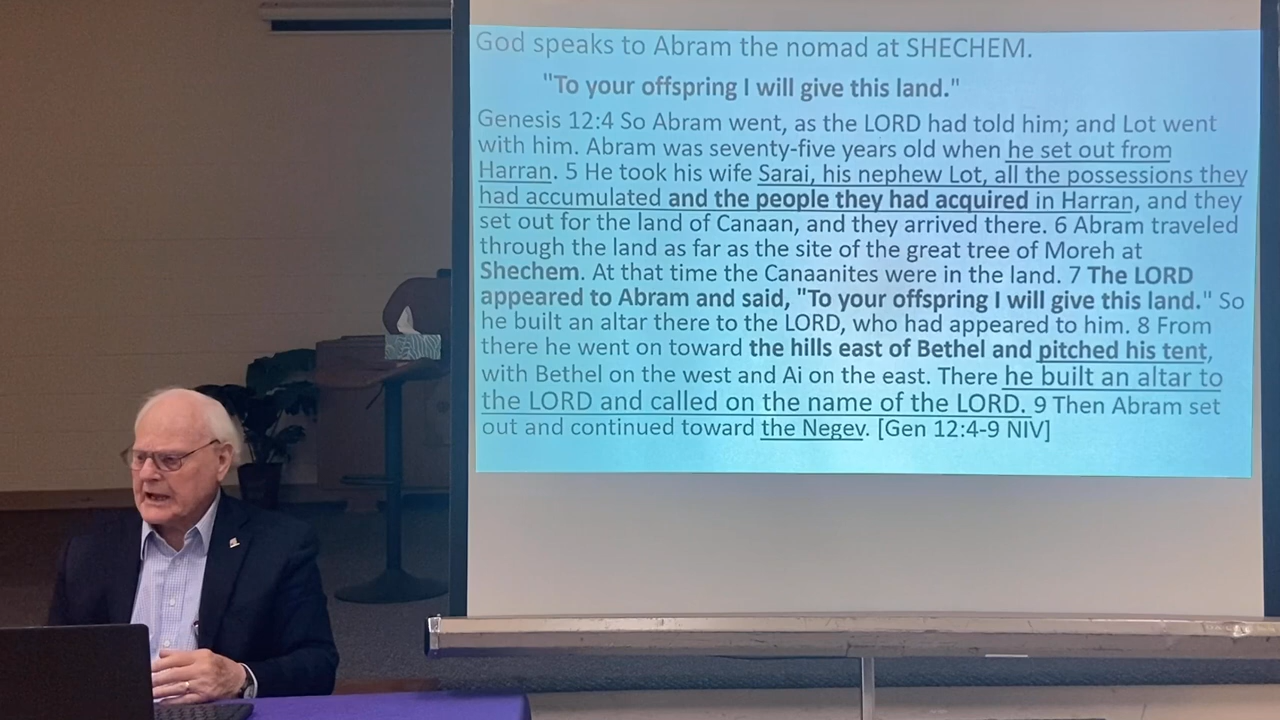 God speaks to Abram the nomad at SHECHEM.
"To your offspring I will give this land."
Genesis 12:4 So Abram went, as the LORD had told him; and Lot went
with him. Abram was seventy-five years old when he set out from
Harran. 5 He took his wife Sarai, his nephew Lot, all the possessions they
had accumulated and the people they had acquired in Harran, and they
set out for the land of Canaan, and they arrived there. 6 Abram traveled
through the land as far as the site of the great tree of Moreh at
Shechem. At that time the Canaanites were in the land. 7 The LORD
appeared to Abram and said, "To your offspring I will give this land." So
he built an altar there to the LORD, who had appeared to him. 8 From
there he went on toward the hills east of Bethel and pitched his tent,
with Bethel on the west and Ai on the east. There he built an altar to
the LORD and called on the name of the LORD. 9 Then Abram set
out and continued toward the Negev. [Gen 12:4-9 NIV]